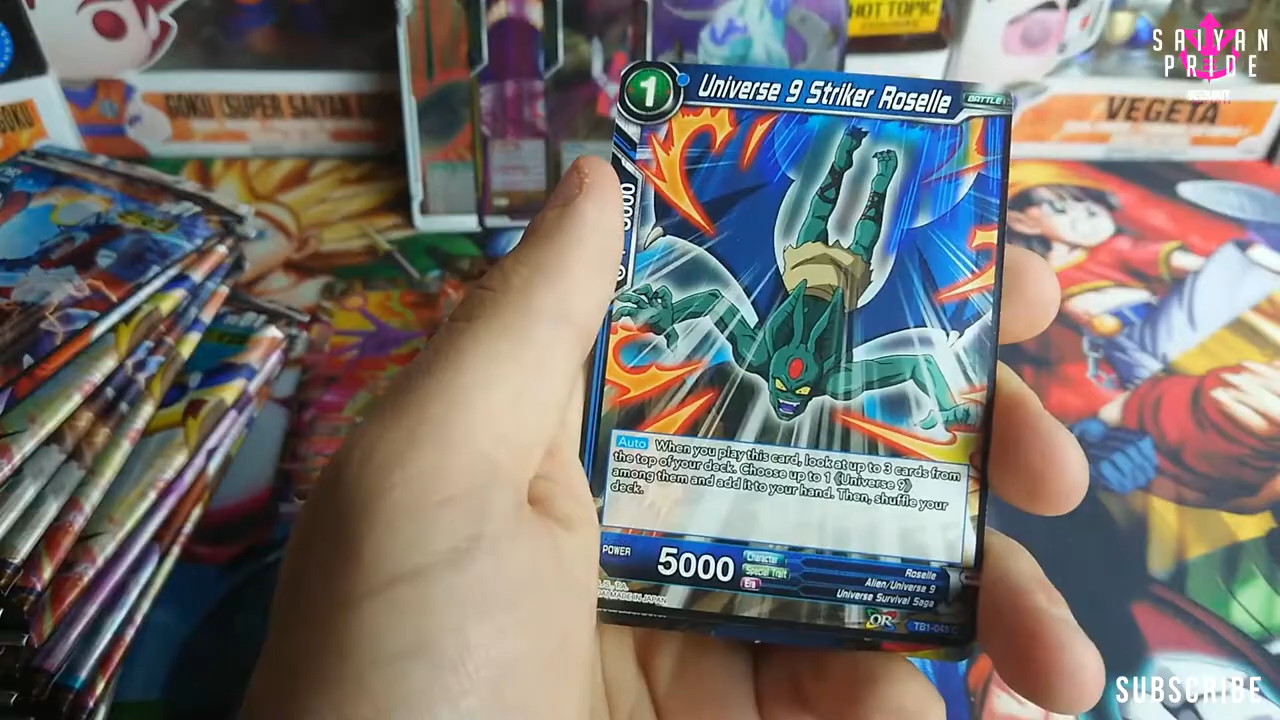 HOT TOPIC
SAIYAN
PRIDE
GOKU
GOKU (SUPER SAIYAN
VEGETA
1
Universe 9 Striker Roselle
BATTLE
Auto When you play this card, look at up to 3 cards from
the top of your deck. Choose up to 1 《Universe 9》
among them and add it to your hand. Then, shuffle your
deck.
POWER
5000
Character
Roselle
Special Trait
Alien/Universe 9
Era
Universe Survival Saga
MADE IN JAPAN
SUBSCRIBE